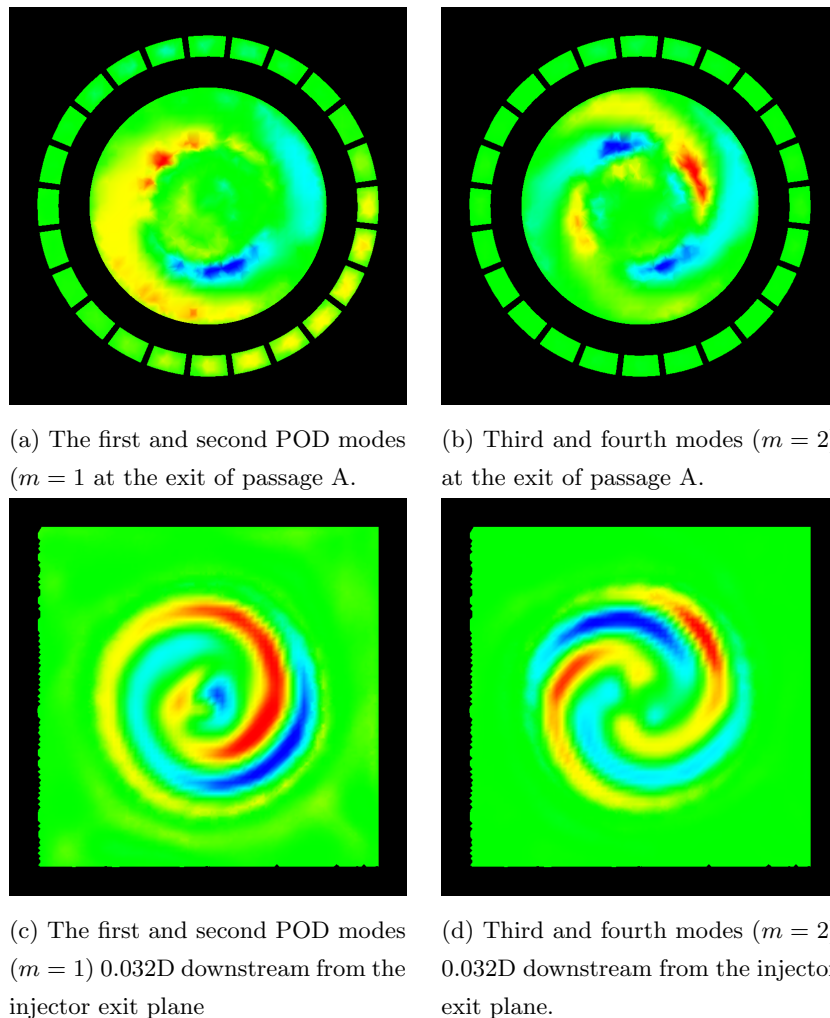 (a) The first and second POD modes
(m = 1 at the exit of passage A.
(b) Third and fourth modes (m = 2
at the exit of passage A.
(c) The first and second POD modes
(m = 1) 0.032D downstream from the
injector exit plane
(d) Third and fourth modes (m = 2
0.032D downstream from the injector
exit plane.